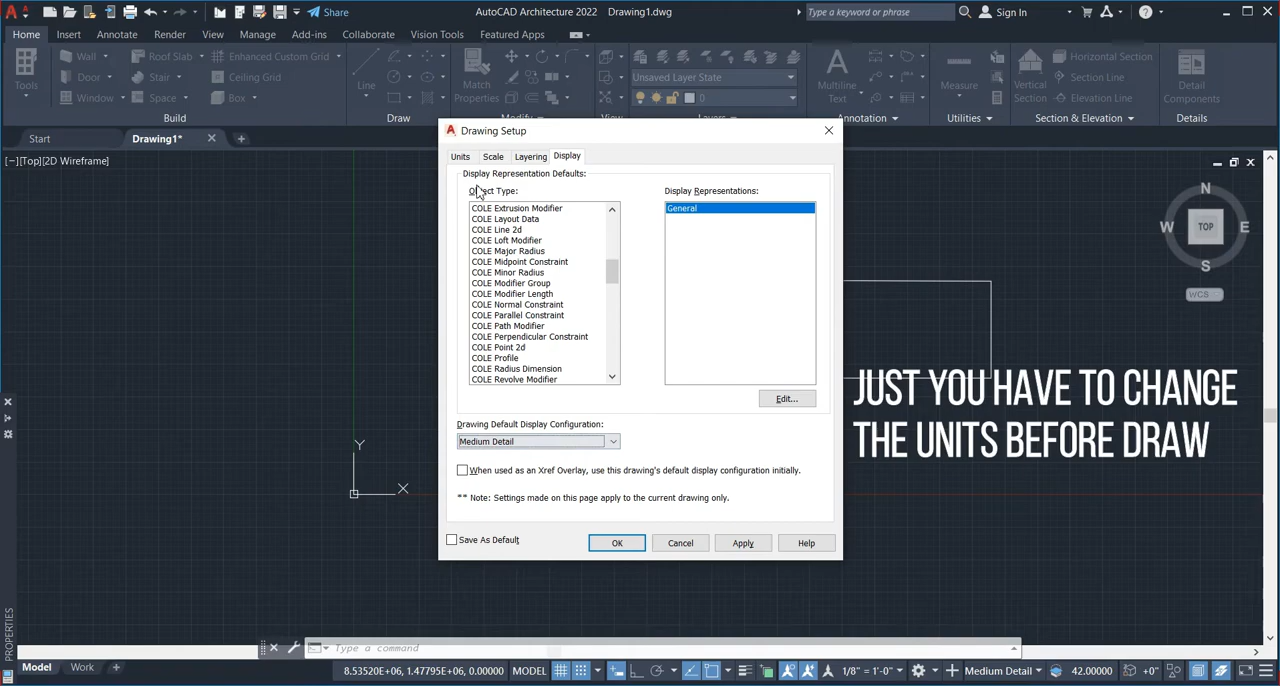 Share
AutoCAD Architecture 2022 Drawing1.dwg
Type a keyword or phrase
Sign In
Home Insert Annotate Render View Manage Add-ins Collaborate Vision Tools Featured Apps
Wall
Roof Slab
Enhanced Custom Grid
Door
Stair
Ceiling Grid
Window
Space
Box
Tools
Line
Match
Properties
Unsaved Layer State
0
Multiline
Text
Measure
Vertical
Section
Horizontal Section
Section Line
Elevation Line
Detail
Components
Build
Draw
Modify
View
Layers
Annotation
Utilities
Section & Elevation
Details
Start
Drawing1*
[−][Top][2D Wireframe]
Drawing Setup
Units Scale Layering Display
Display Representation Defaults:
Object Type:
COLE Extrusion Modifier
COLE Layout Data
COLE Line 2d
COLE Loft Modifier
COLE Major Radius
COLE Midpoint Constraint
COLE Minor Radius
COLE Modifier Group
COLE Modifier Length
COLE Normal Constraint
COLE Parallel Constraint
COLE Path Modifier
COLE Perpendicular Constraint
COLE Point 2d
COLE Profile
COLE Radius Dimension
COLE Revolve Modifier
Display Representations:
General
Edit...
Drawing Default Display Configuration:
Medium Detail
When used as an Xref Overlay, use this drawing's default display configuration initially.
** Note: Settings made on this page apply to the current drawing only.
Save As Default
OK
Cancel
Apply
Help
N
W
TOP
E
S
WCS
JUST YOU HAVE TO CHANGE
THE UNITS BEFORE DRAW
Y
X
PROPERTIES
Type a command
Model Work
8.53520E+06, 1.47795E+06, 0.00000
MODEL
1/8" = 1'-0"
Medium Detail
42.00000
+0"